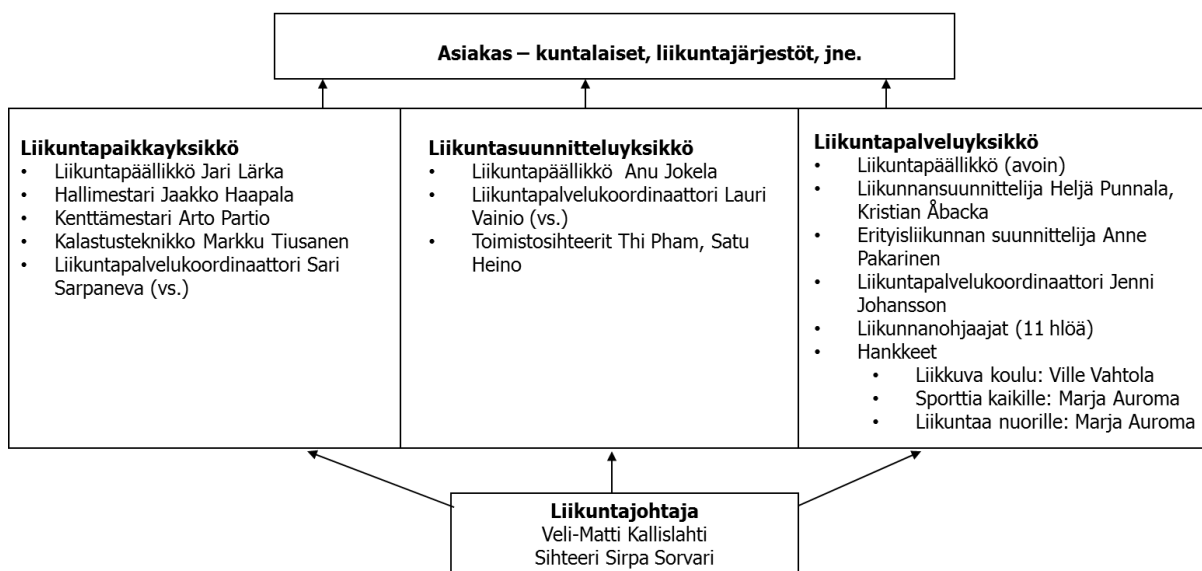 Asiakas – kuntalaiset, liikuntajärjestöt, jne.
Liikuntapaikkayksikkö
• Liikuntapäällikkö Jari Lärka
• Hallimestari Jaakko Haapala
• Kenttämestari Arto Partio
• Kalastusteknikko Markku Tiusanen
• Liikuntapalvelukoordinaattori Sari
Sarpaneva (vs.)
Liikuntasuunnitteluyksikkö
• Liikuntapäällikkö Anu Jokela
• Liikuntapalvelukoordinaattori Lauri
Vainio (vs.)
• Toimistosihteerit Thi Pham, Satu
Heino
Liikuntapalveluyksikkö
• Liikuntapäällikkö (avoin)
• Liikunnansuunnittelija Heljä Punnala,
Kristian Åbacka
• Erityisliikunnan suunnittelija Anne
Pakarinen
• Liikuntapalvelukoordinaattori Jenni
Johansson
• Liikunnanohjaajat (11 hlöä)
• Hankkeet
• Liikkuva koulu: Ville Vahtola
• Sporttia kaikille: Marja Auroma
• Liikuntaa nuorille: Marja Auroma
Liikuntajohtaja
Veli-Matti Kallislahti
Sihteeri Sirpa Sorvari